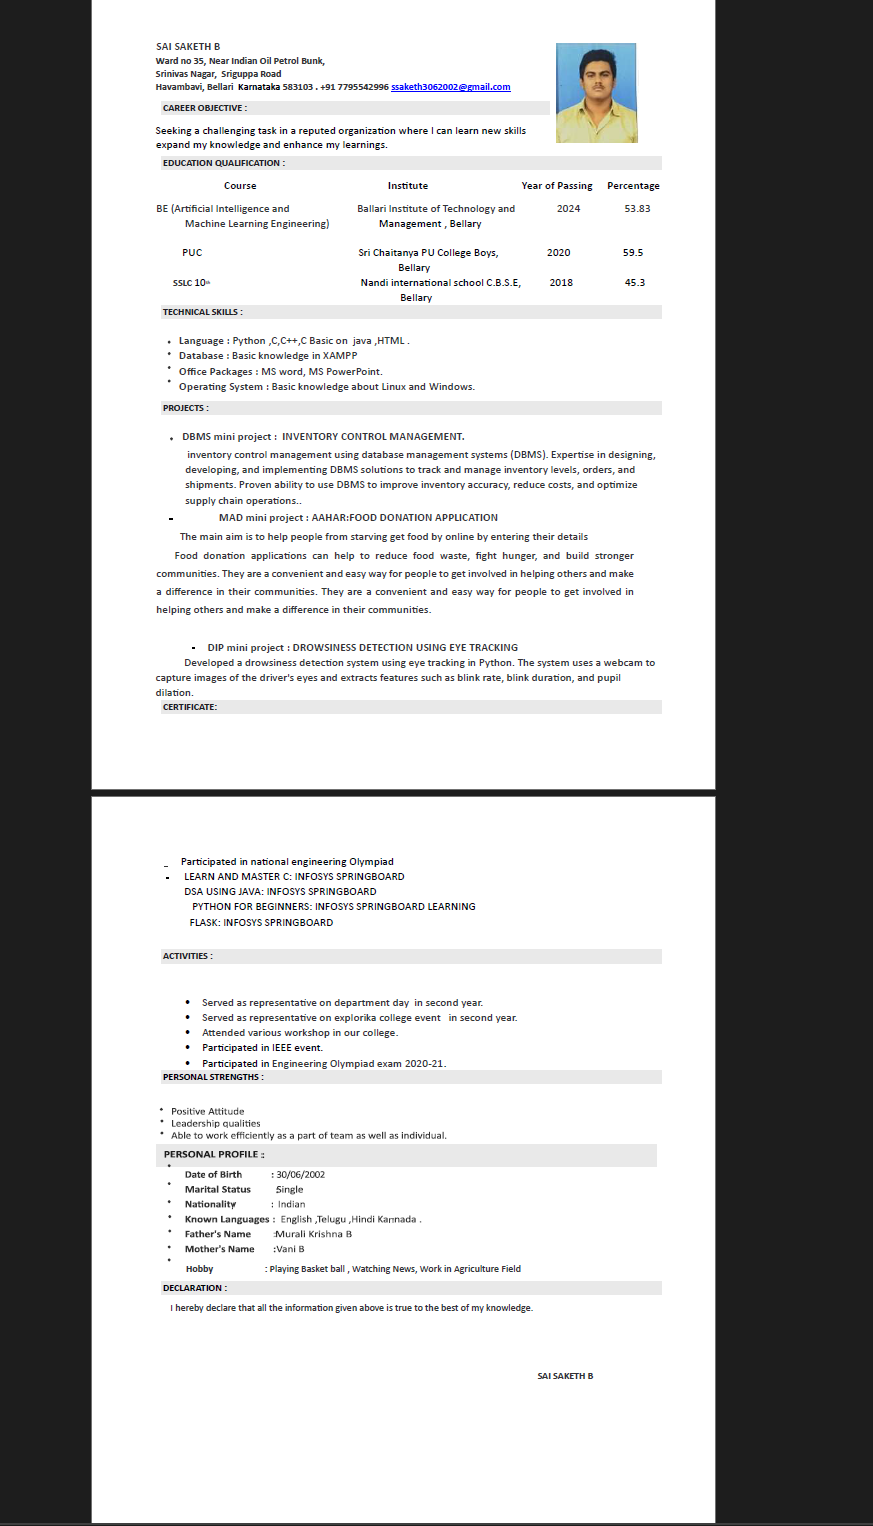 SAI SAKETH B
Ward no 35, Near Indian Oil Petrol Bunk,
Srinivas Nagar, Sriguppa Road
Havambavi, Bellari Karnataka 583103 . +91 7795542996 ssaketh3062002@gmail.com
CAREER OBJECTIVE :
Seeking a challenging task in a reputed organization where I can learn new skills
expand my knowledge and enhance my learnings.
EDUCATION QUALIFICATION :
Course Institute Year of Passing Percentage
BE (Artificial Intelligence and Ballari Institute of Technology and 2024 53.83
Machine Learning Engineering) Management , Bellary
PUC Sri Chaitanya PU College Boys, 2020 59.5
Bellary
SSLC 10th Nandi international school C.B.S.E, 2018 45.3
Bellary
TECHNICAL SKILLS :
• Language : Python ,C,C++,C Basic on java ,HTML .
• Database : Basic knowledge in XAMPP
• Office Packages : MS word, MS PowerPoint.
• Operating System : Basic knowledge about Linux and Windows.
PROJECTS :
• DBMS mini project : INVENTORY CONTROL MANAGEMENT.
inventory control management using database management systems (DBMS). Expertise in designing,
developing, and implementing DBMS solutions to track and manage inventory levels, orders, and
shipments. Proven ability to use DBMS to improve inventory accuracy, reduce costs, and optimize
supply chain operations..
- MAD mini project : AAHAR:FOOD DONATION APPLICATION
The main aim is to help people from starving get food by online by entering their details
Food donation applications can help to reduce food waste, fight hunger, and build stronger
communities. They are a convenient and easy way for people to get involved in helping others and make
a difference in their communities. They are a convenient and easy way for people to get involved in
helping others and make a difference in their communities.
- DIP mini project : DROWSINESS DETECTION USING EYE TRACKING
Developed a drowsiness detection system using eye tracking in Python. The system uses a webcam to
capture images of the driver's eyes and extracts features such as blink rate, blink duration, and pupil
dilation.
CERTIFICATE:
_ Participated in national engineering Olympiad
- LEARN AND MASTER C: INFOSYS SPRINGBOARD
DSA USING JAVA: INFOSYS SPRINGBOARD
PYTHON FOR BEGINNERS: INFOSYS SPRINGBOARD LEARNING
FLASK: INFOSYS SPRINGBOARD
ACTIVITIES :
• Served as representative on department day in second year.
• Served as representative on explorika college event in second year.
• Attended various workshop in our college.
• Participated in IEEE event.
• Participated in Engineering Olympiad exam 2020-21.
PERSONAL STRENGTHS :
• Positive Attitude
• Leadership qualities
• Able to work efficiently as a part of team as well as individual.
PERSONAL PROFILE ::
• Date of Birth : 30/06/2002
• Marital Status :Single
• Nationality : Indian
• Known Languages : English ,Telugu ,Hindi Kannada .
• Father's Name :Murali Krishna B
• Mother's Name :Vani B
• Hobby : Playing Basket ball , Watching News, Work in Agriculture Field
DECLARATION :
I hereby declare that all the information given above is true to the best of my knowledge.
SAI SAKETH B